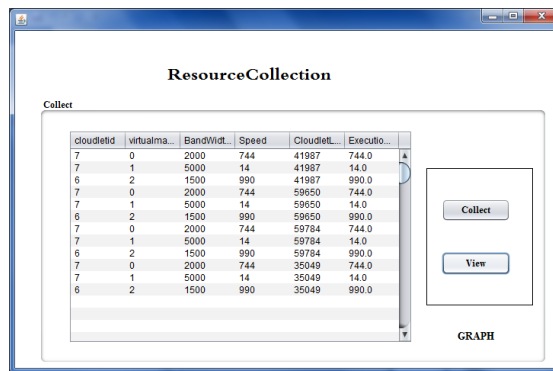 ResourceCollection
Collect
cloudletid virtualma... BandWidt... Speed CloudletL... Executio...
7 0 2000 744 41987 744.0
7 1 5000 14 41987 14.0
6 2 1500 990 41987 990.0
7 0 2000 744 59650 744.0
7 1 5000 14 59650 14.0
6 2 1500 990 59650 990.0
7 0 2000 744 59784 744.0
7 1 5000 14 59784 14.0
6 2 1500 990 59784 990.0
7 0 2000 744 35049 744.0
7 1 5000 14 35049 14.0
6 2 1500 990 35049 990.0
Collect
View
GRAPH